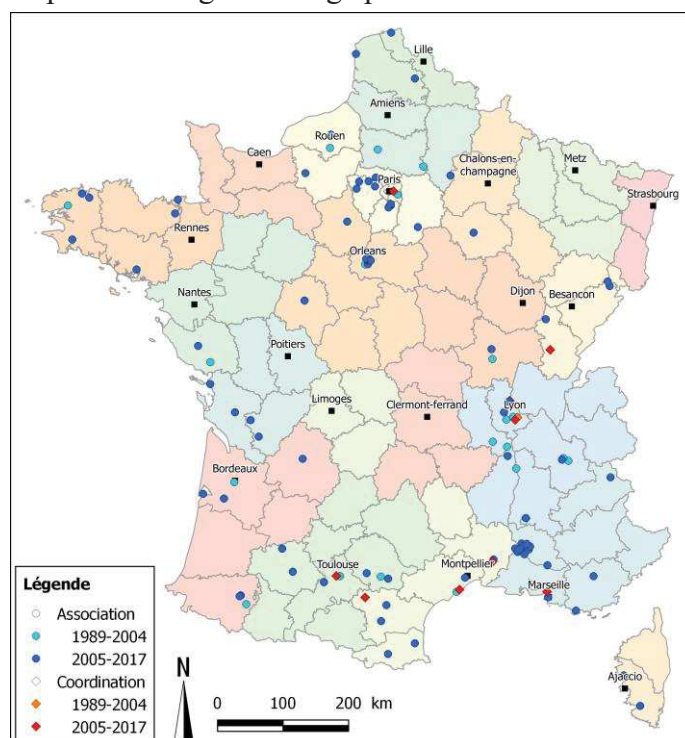 Lille
Amiens
Rouen
Caen
Paris
Chalons-en-
champagne
Metz
Strasbourg
Rennes
Orléans
Nantes
Dijon
Besancon
Poitiers
Limoges
Clermont-ferrand
Lyon
Bordeaux
Toulouse
Montpellier
Marseille
Ajaccio
Légende
Association
1989-2004
2005-2017
Coordination
1989-2004
2005-2017
N
0 100 200 km